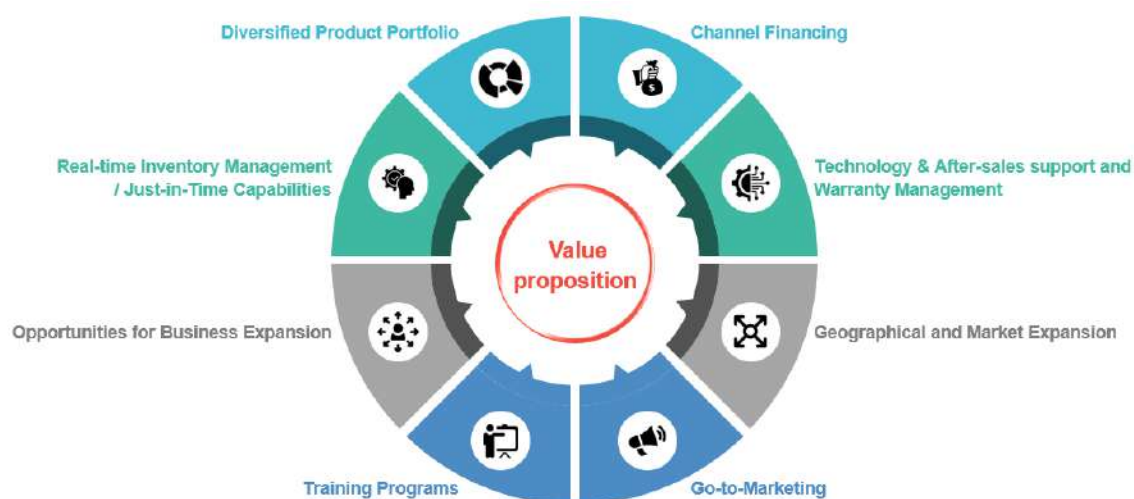 Diversified Product Portfolio
Channel Financing
Real-time Inventory Management
/ Just-in-Time Capabilities
Technology & After-sales support and
Warranty Management
Value
proposition
Opportunities for Business Expansion
Geographical and Market Expansion
Training Programs
Go-to-Marketing
$